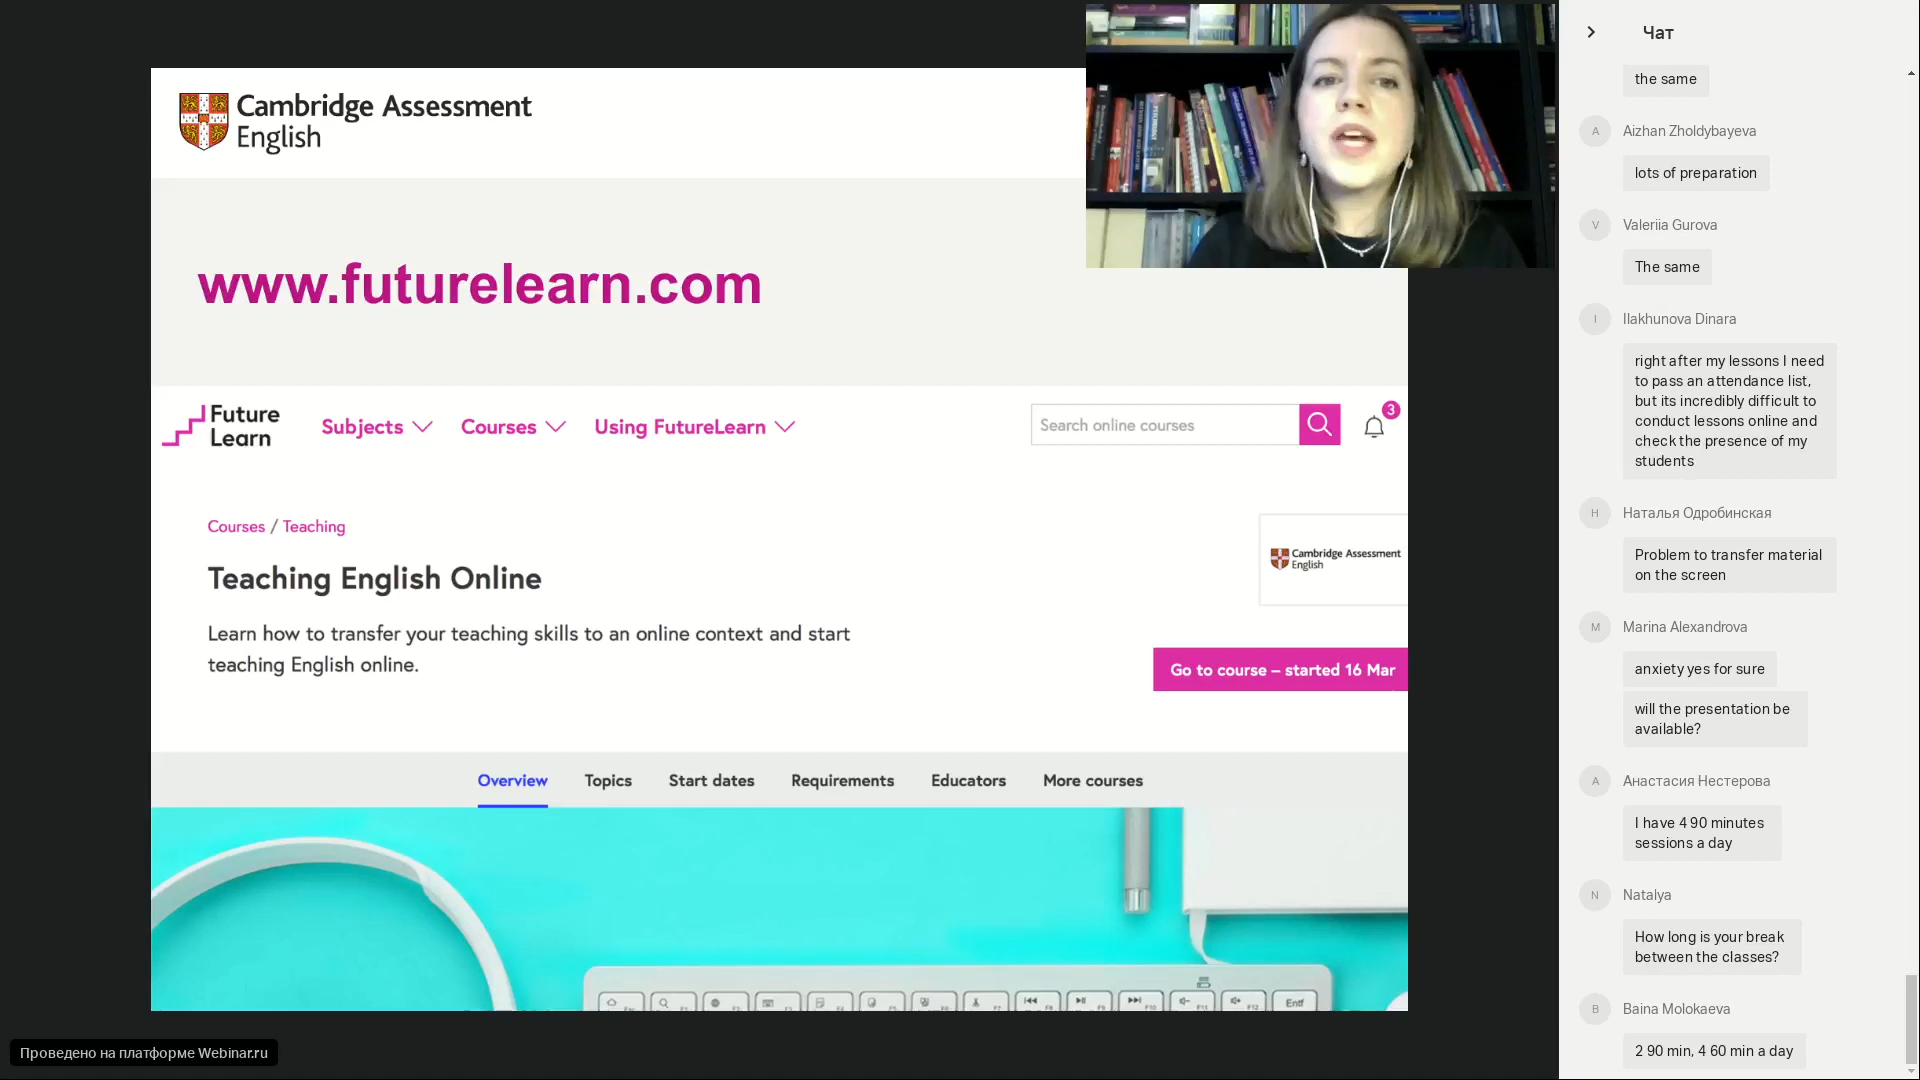 Cambridge Assessment
English
www.futurelearn.com
Future
Learn
Subjects
Courses
Using FutureLearn
Search online courses
3
Courses / Teaching
Teaching English Online
Learn how to transfer your teaching skills to an online context and start
teaching English online.
Cambridge Assessment
English
Go to course – started 16 Mar
Overview
Topics
Start dates
Requirements
Educators
More courses
Entf
Проведено на платформе Webinar.ru
Чат
the same
A
Aizhan Zholdybayeva
lots of preparation
V
Valeriia Gurova
The same
I
Ilakhunova Dinara
right after my lessons I need
to pass an attendance list,
but its incredibly difficult to
conduct lessons online and
check the presence of my
students
Н
Наталья Одробинская
Problem to transfer material
on the screen
M
Marina Alexandrova
anxiety yes for sure
will the presentation be
available?
А
Анастасия Нестерова
I have 4 90 minutes
sessions a day
N
Natalya
How long is your break
between the classes?
B
Baina Molokaeva
2 90 min, 4 60 min a day